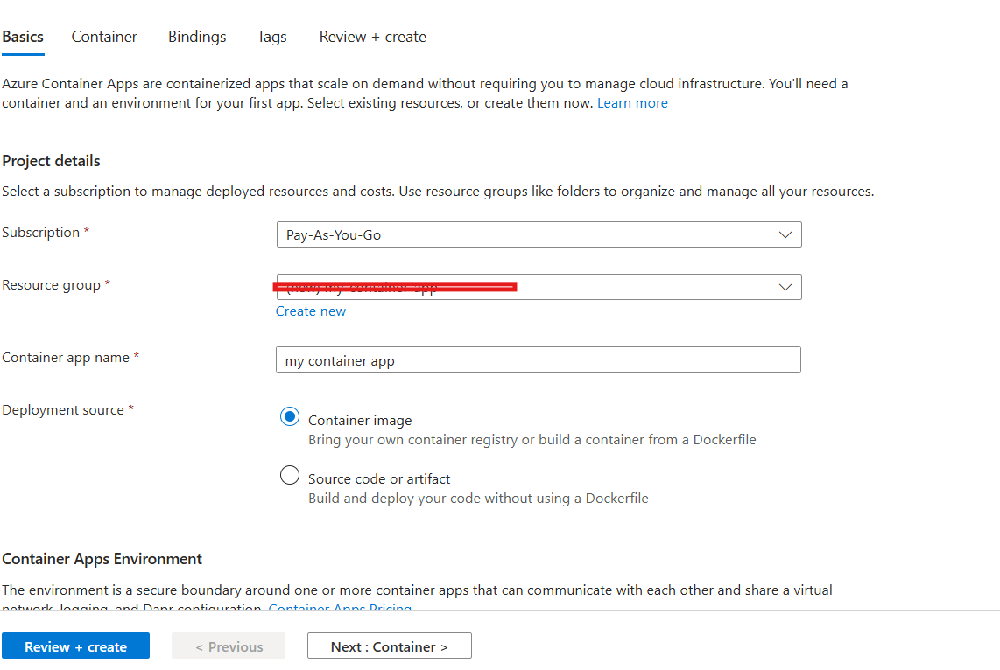 Basics Container Bindings Tags Review + create
Azure Container Apps are containerized apps that scale on demand without requiring you to manage cloud infrastructure. You'll need a
container and an environment for your first app. Select existing resources, or create them now. Learn more
Project details
Select a subscription to manage deployed resources and costs. Use resource groups like folders to organize and manage all your resources.
Subscription *
Pay-As-You-Go
Resource group *
Create new
Container app name *
my container app
Deployment source *
Container image
Bring your own container registry or build a container from a Dockerfile
Source code or artifact
Build and deploy your code without using a Dockerfile
Container Apps Environment
The environment is a secure boundary around one or more container apps that can communicate with each other and share a virtual
network, logging, and Dapr configuration. Container Apps Pricing
Review + create < Previous Next : Container >